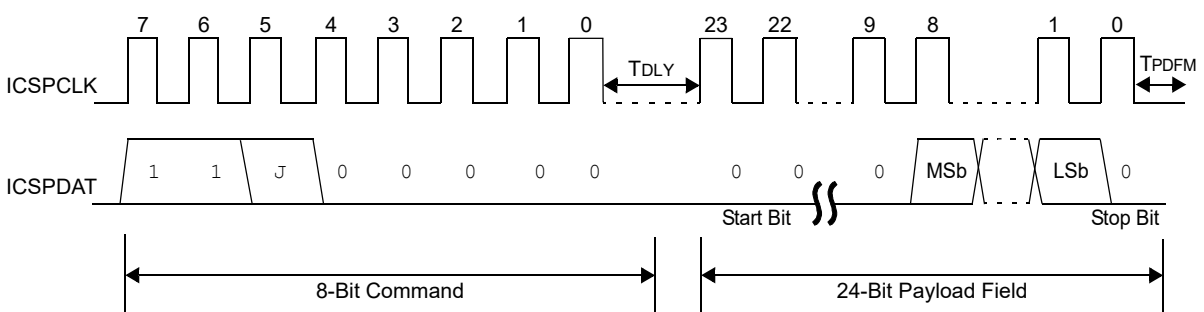 7 6 5 4 3 2 1 0 23 22 9 8 1 0
ICSPCLK TDLY TPDFM
ICSPDAT 1 1 J 0 0 0 0 0 0 0 0 MSb LSb 0
Start Bit Stop Bit
8-Bit Command 24-Bit Payload Field